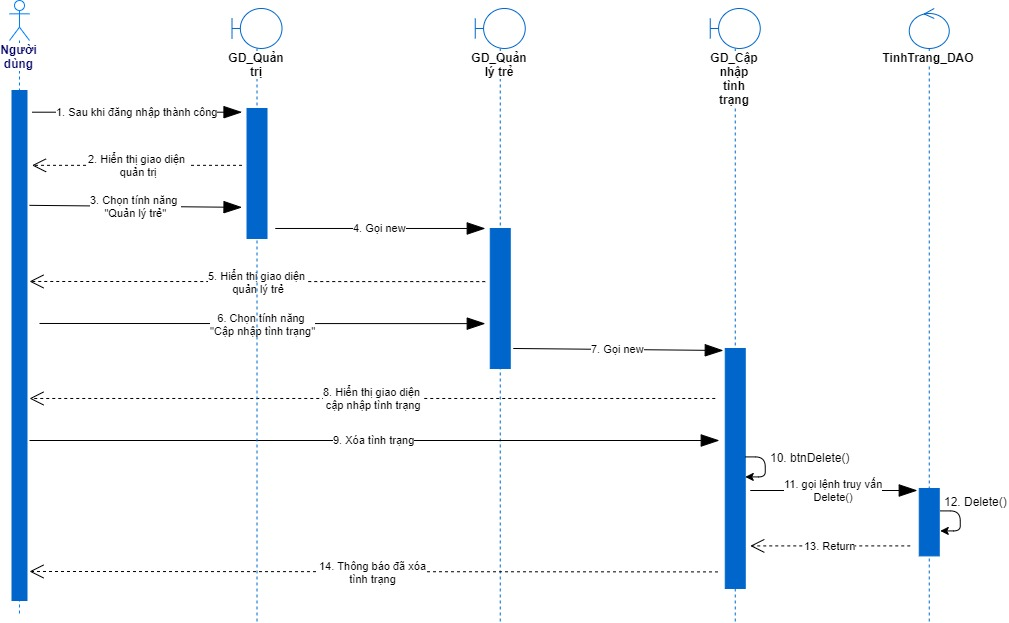 Người
dùng
GD_Quản
trị
GD_Quản
lý trẻ
GD_Cập
nhập
tình
trạng
TinhTrang_DAO
1. Sau khi đăng nhập thành công
2. Hiển thị giao diện
quản trị
3. Chọn tính năng
"Quản lý trẻ"
4. Gọi new
5. Hiển thị giao diện
quản lý trẻ
6. Chọn tính năng
"Cập nhập tình trạng"
7. Gọi new
8. Hiển thị giao diện
cập nhập tình trạng
9. Xóa tình trạng
10. btnDelete()
11. gọi lệnh truy vấn
Delete()
12. Delete()
13. Return
14. Thông báo đã xóa
tình trạng